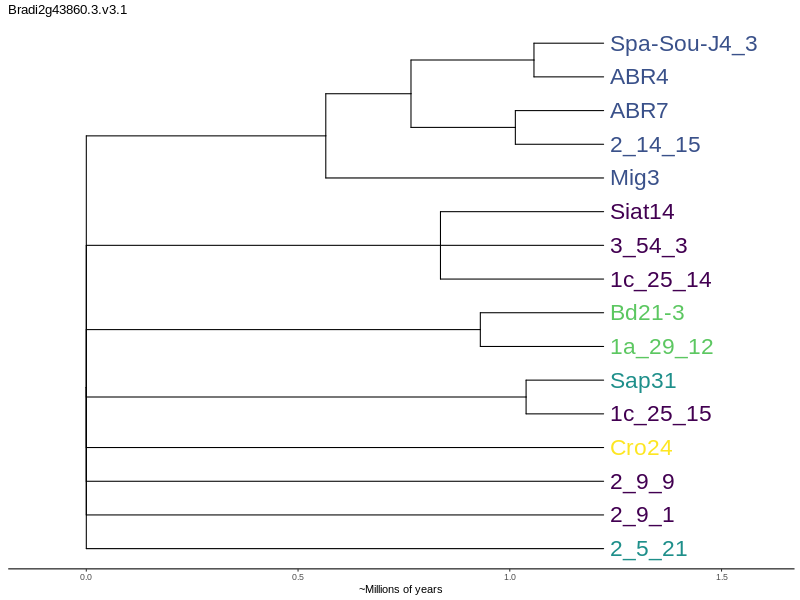 Bradi2g43860.3.v3.1
Spa-Sou-J4_3
ABR4
ABR7
2_14_15
Mig3
Siat14
3_54_3
1c_25_14
Bd21-3
1a_29_12
Sap31
1c_25_15
Cro24
2_9_9
2_9_1
2_5_21
0.0 0.5 1.0 1.5
~Millions of years